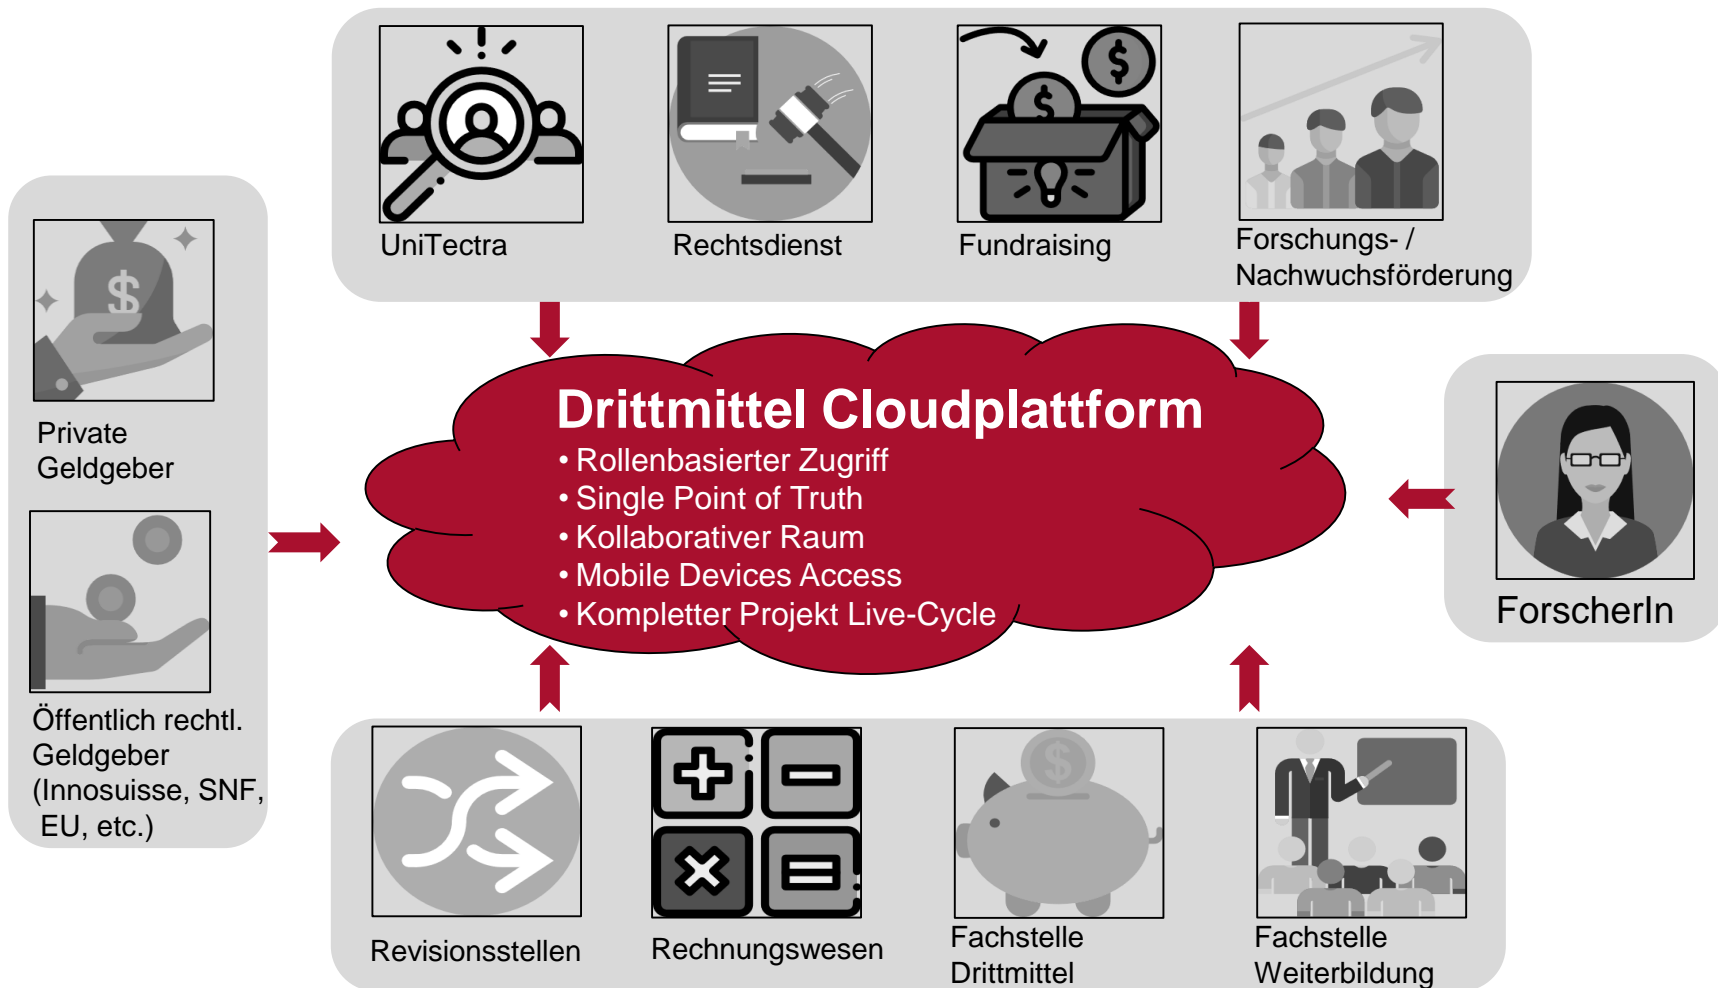 UniTectra
Rechtsdienst
Fundraising
Forschungs- /
Nachwuchsförderung
Private
Geldgeber
Öffentlich rechtl.
Geldgeber
(Innosuisse, SNF,
EU, etc.)
Drittmittel Cloudplattform
• Rollenbasierter Zugriff
• Single Point of Truth
• Kollaborativer Raum
• Mobile Devices Access
• Kompletter Projekt Live-Cycle
ForscherIn
Revisionsstellen
Rechnungswesen
Fachstelle
Drittmittel
Fachstelle
Weiterbildung